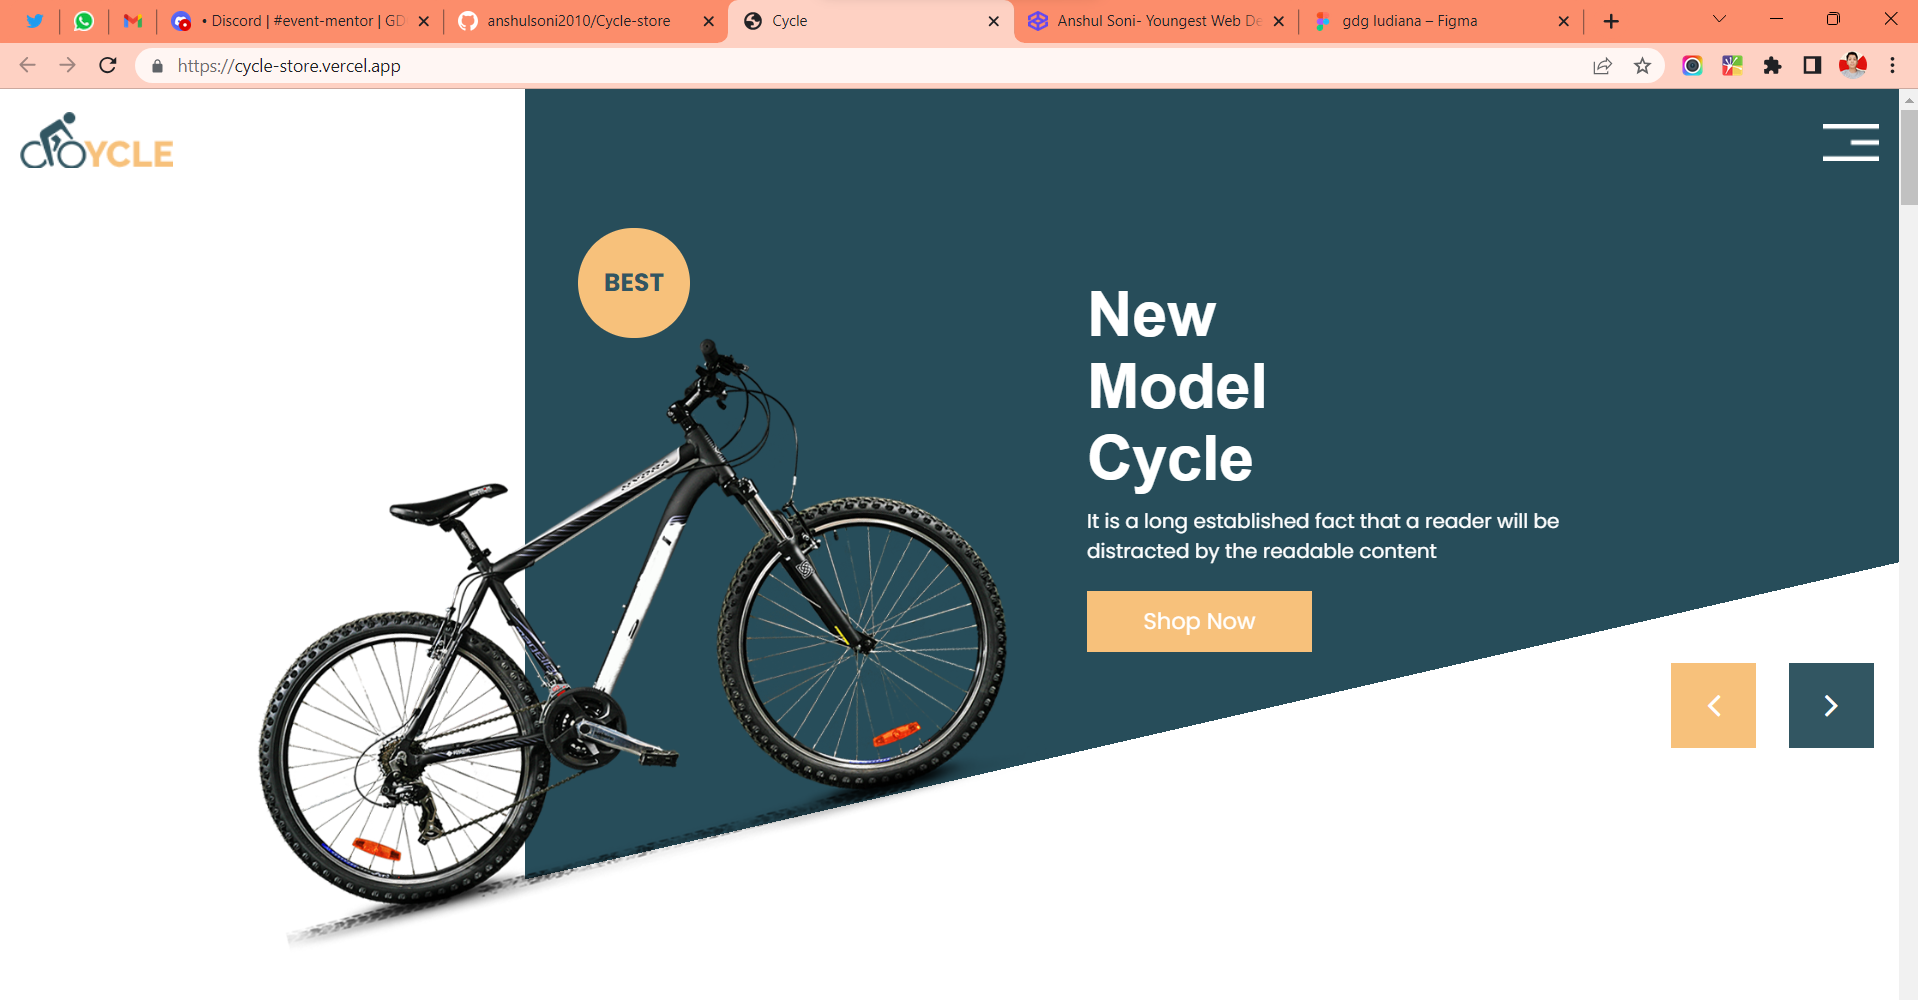 • Discord | #event-mentor | GD
anshulsoni2010/Cycle-store
Cycle
Anshul Soni- Youngest Web De
gdg ludiana – Figma
https://cycle-store.vercel.app
CYCLE
BEST
New
Model
Cycle
It is a long established fact that a reader will be
distracted by the readable content
Shop Now